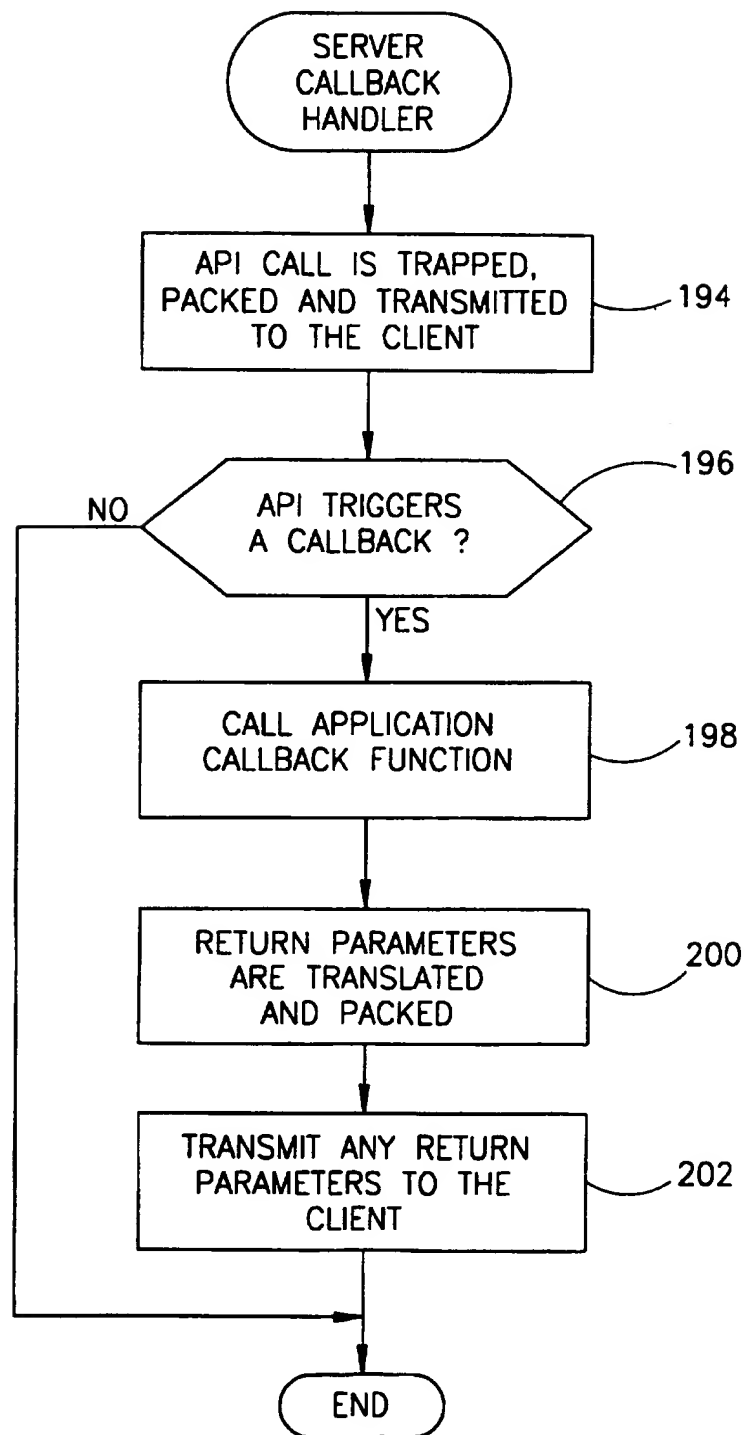 SERVER
CALLBACK
HANDLER
API CALL IS TRAPPED,
PACKED AND TRANSMITTED
TO THE CLIENT
194
API TRIGGERS
A CALLBACK ?
196
NO
YES
CALL APPLICATION
CALLBACK FUNCTION
198
RETURN PARAMETERS
ARE TRANSLATED
AND PACKED
200
TRANSMIT ANY RETURN
PARAMETERS TO THE
CLIENT
202
END